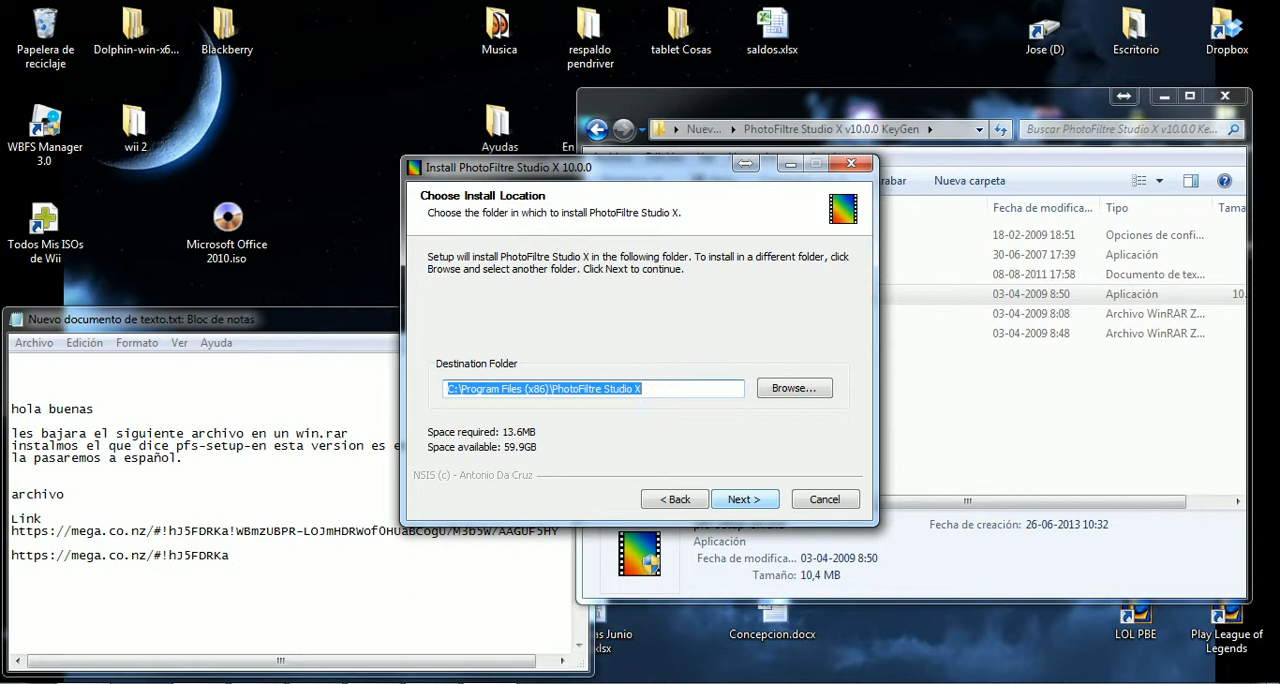 Papelera de
reciclaje
Dolphin-win-x6...
Blackberry
Musica
respaldo
pendriver
tablet Cosas
saldos.xlsx
Jose (D)
Escritorio
Dropbox
WBFS Manager
3.0
wii 2
Ayudas
En
Todos Mis ISOs
de Wii
Microsoft Office
2010.iso
Nuev...
PhotoFiltre Studio X v10.0.0 KeyGen
Buscar PhotoFiltre Studio X v10.0.0 Ke...
abar
Nueva carpeta
Fecha de modifica...
Tipo
Tama
18-02-2009 18:51
Opciones de confi...
30-06-2007 17:39
Aplicación
08-08-2011 17:58
Documento de tex...
03-04-2009 8:50
Aplicación
10.
03-04-2009 8:08
Archivo WinRAR Z...
03-04-2009 8:48
Archivo WinRAR Z...
Aplicación
Fecha de modifica... 03-04-2009 8:50
Tamaño: 10,4 MB
Fecha de creación: 26-06-2013 10:32
Install PhotoFiltre Studio X 10.0.0
Choose Install Location
Choose the folder in which to install PhotoFiltre Studio X.
Setup will install PhotoFiltre Studio X in the following folder. To install in a different folder, click
Browse and select another folder. Click Next to continue.
Destination Folder
C:\Program Files (x86)\PhotoFiltre Studio X
Browse...
Space required: 13.6MB
Space available: 59.9GB
NSIS (c) - Antonio Da Cruz
< Back
Next >
Cancel
Nuevo documento de texto.txt: Bloc de notas
Archivo
Edición
Formato
Ver
Ayuda
hola buenas
les bajara el siguiente archivo en un win.rar
instalmos el que dice pfs-setup-en esta version es e
la pasaremos a español.
archivo
Link
https://mega.co.nz/#!hJ5FDRKa
as Junio
xlsx
Concepcion.docx
LOL PBE
Play League of
Legends